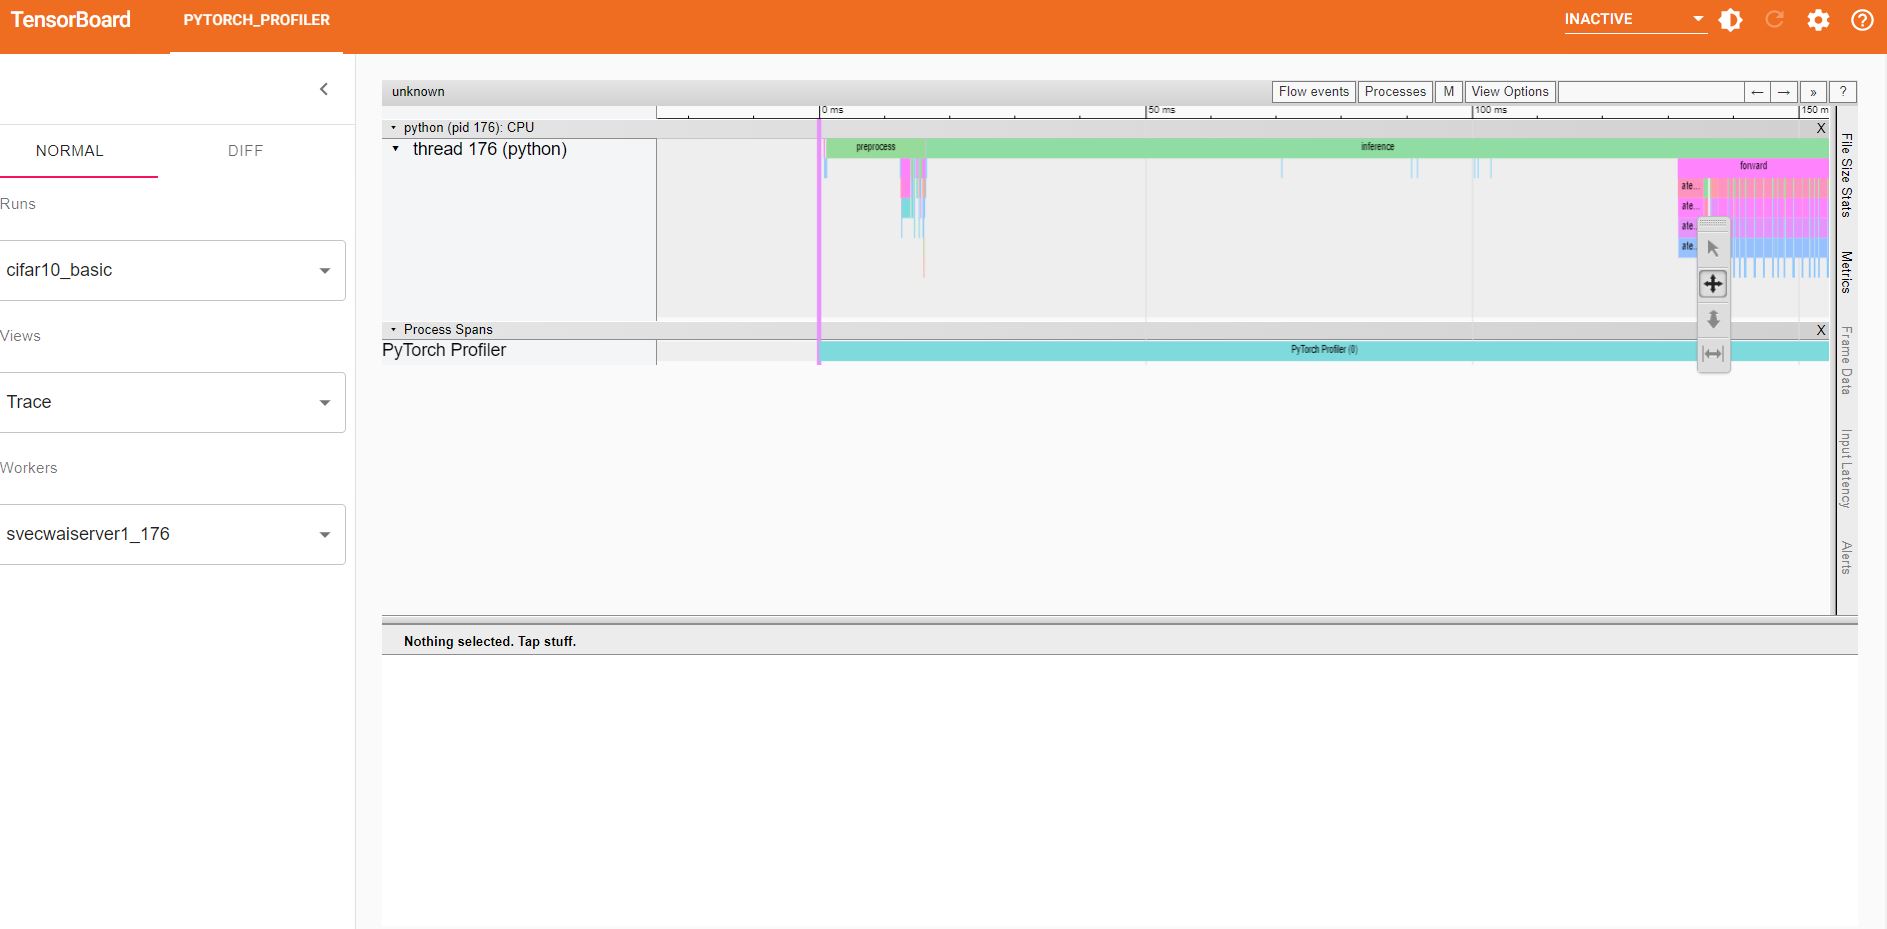 TensorBoard
PYTORCH_PROFILER
INACTIVE
NORMAL
DIFF
Runs
cifar10_basic
Views
Trace
Workers
svecwaiserver1_176
unknown
Flow events
Processes
M
View Options
←
→
»
?
0 ms
50 ms
100 ms
150 m
python (pid 176): CPU
X
thread 176 (python)
preprocess
inference
forward
ate...
ate...
ate...
ate...
Process Spans
X
PyTorch Profiler
PyTorch Profiler (0)
File Size Stats
Metrics
Frame Data
Input Latency
Alerts
Nothing selected. Tap stuff.